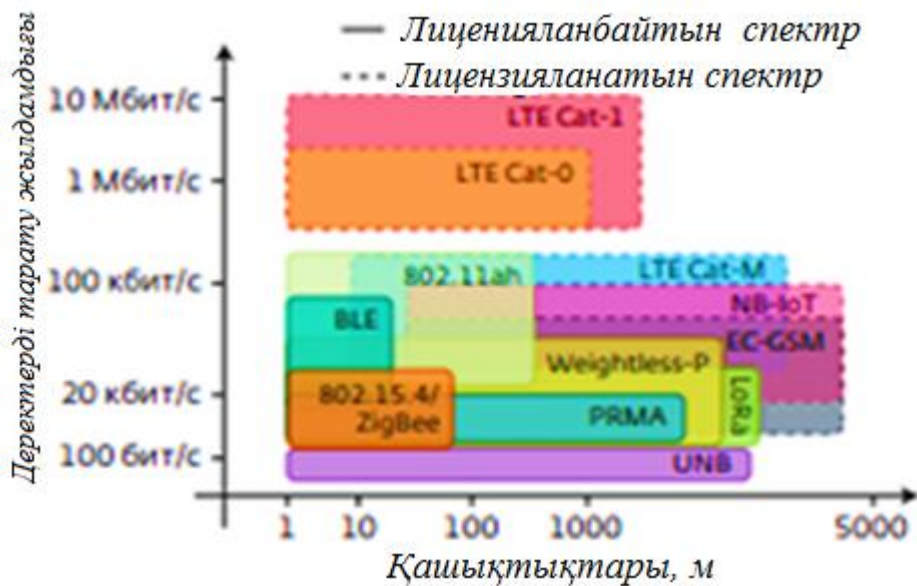 Лиценияланбайтын спектр
Лицензияланатын спектр
Деректерді тарату жылдамдығы
10 Мбит/с
1 Мбит/с
100 кбит/с
20 кбит/с
100 бит/с
LTE Cat-1
LTE Cat-0
802.11ah
LTE Cat-M
NB-IoT
BLE
EC-GSM
Weightless-P
802.15.4/
ZigBee
PRMA
LoRa
UNB
1 10 100 1000 5000
Қашықтықтары, м